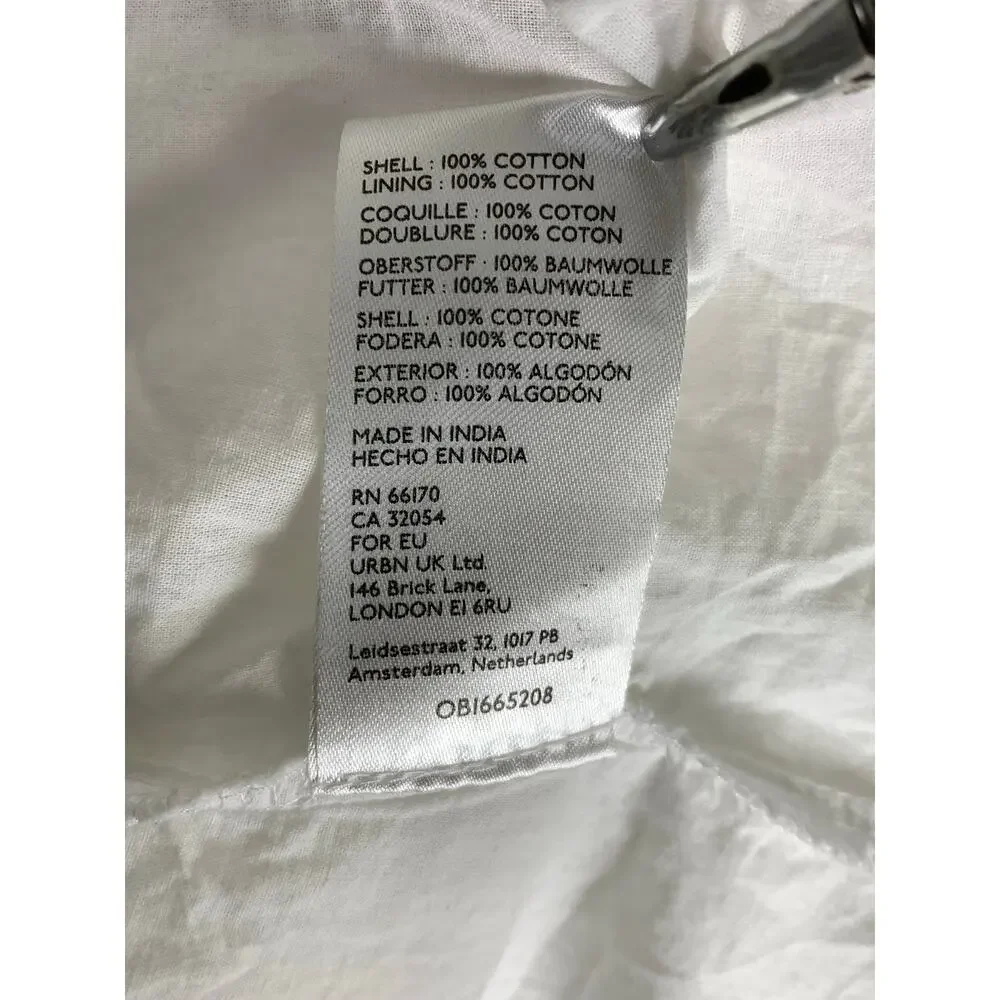 SHELL : 100% COTTON
LINING : 100% COTTON
COQUILLE : 100% COTON
DOUBLURE : 100% COTON
OBERSTOFF : 100% BAUMWOLLE
FUTTER : 100% BAUMWOLLE
SHELL : 100% COTONE
FODERA : 100% COTONE
EXTERIOR : 100% ALGODÓN
FORRO : 100% ALGODÓN
MADE IN INDIA
HECHO EN INDIA
RN 66170
CA 32054
FOR EU
URBN UK Ltd.
146 Brick Lane,
LONDON E1 6RU
Leidsestraat 32, 1017 PB
Amsterdam, Netherlands
OB1665208